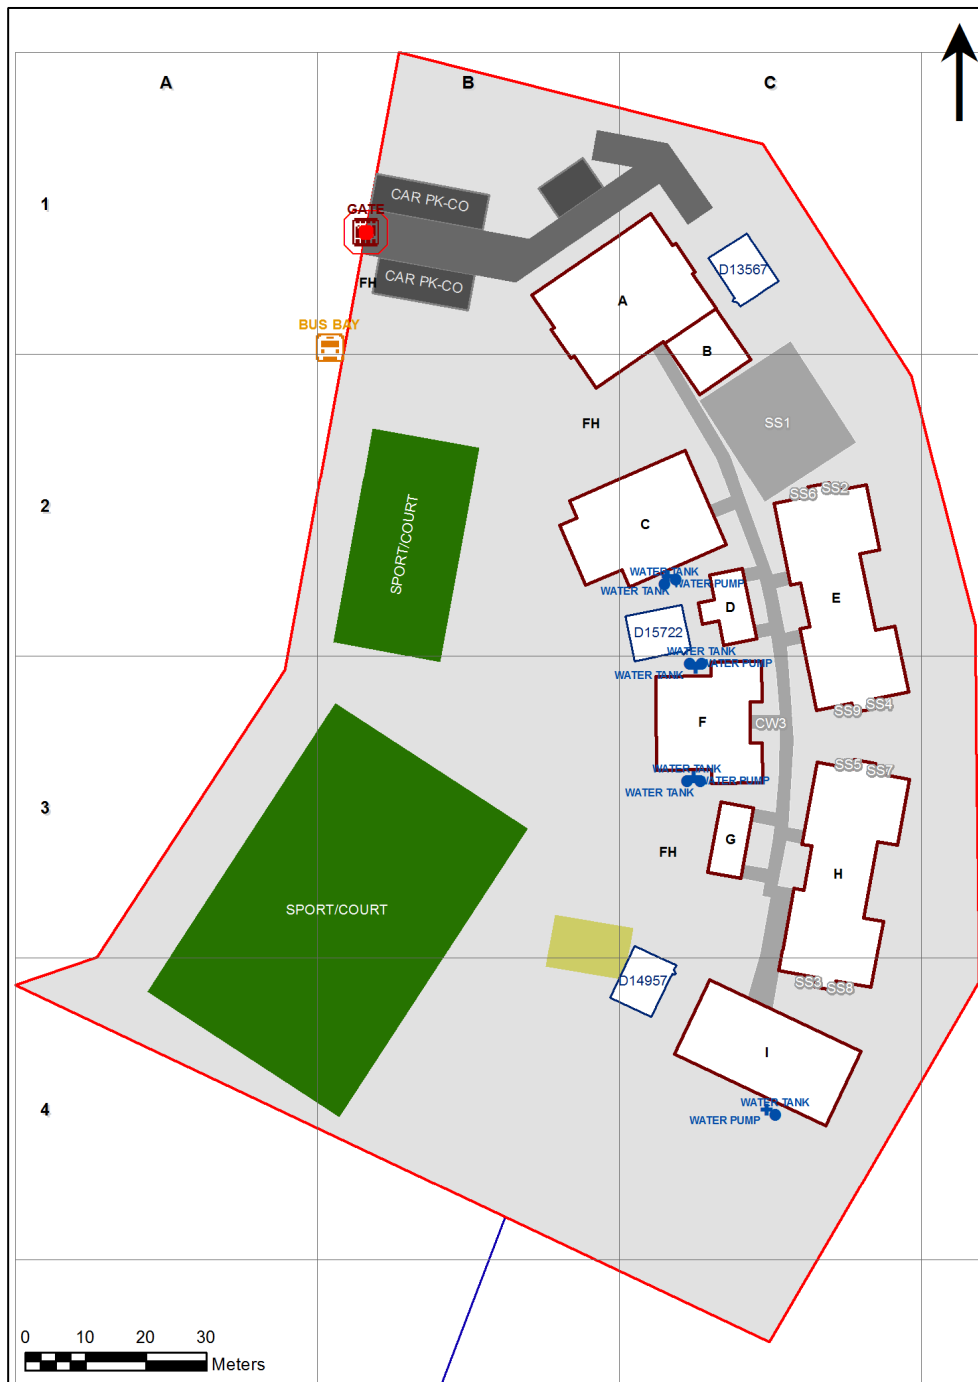 A
B
C
1
CAR PK-CO
GATE
CAR PK-CO
FH
D13567
A
BUS BAY
B
FH
SS1
2
SS6
SS2
C
SPORT/COURT
WATER TANK
WATER PUMP
WATER TANK
D
E
D15722
WATER TANK
WATER PUMP
WATER TANK
SS4
SS9
F
CW3
WATER TANK
WATER PUMP
WATER TANK
SS5
SS7
3
G
FH
H
SPORT/COURT
D14957
SS3
SS8
I
4
WATER TANK
WATER PUMP
0 10 20 30
Meters